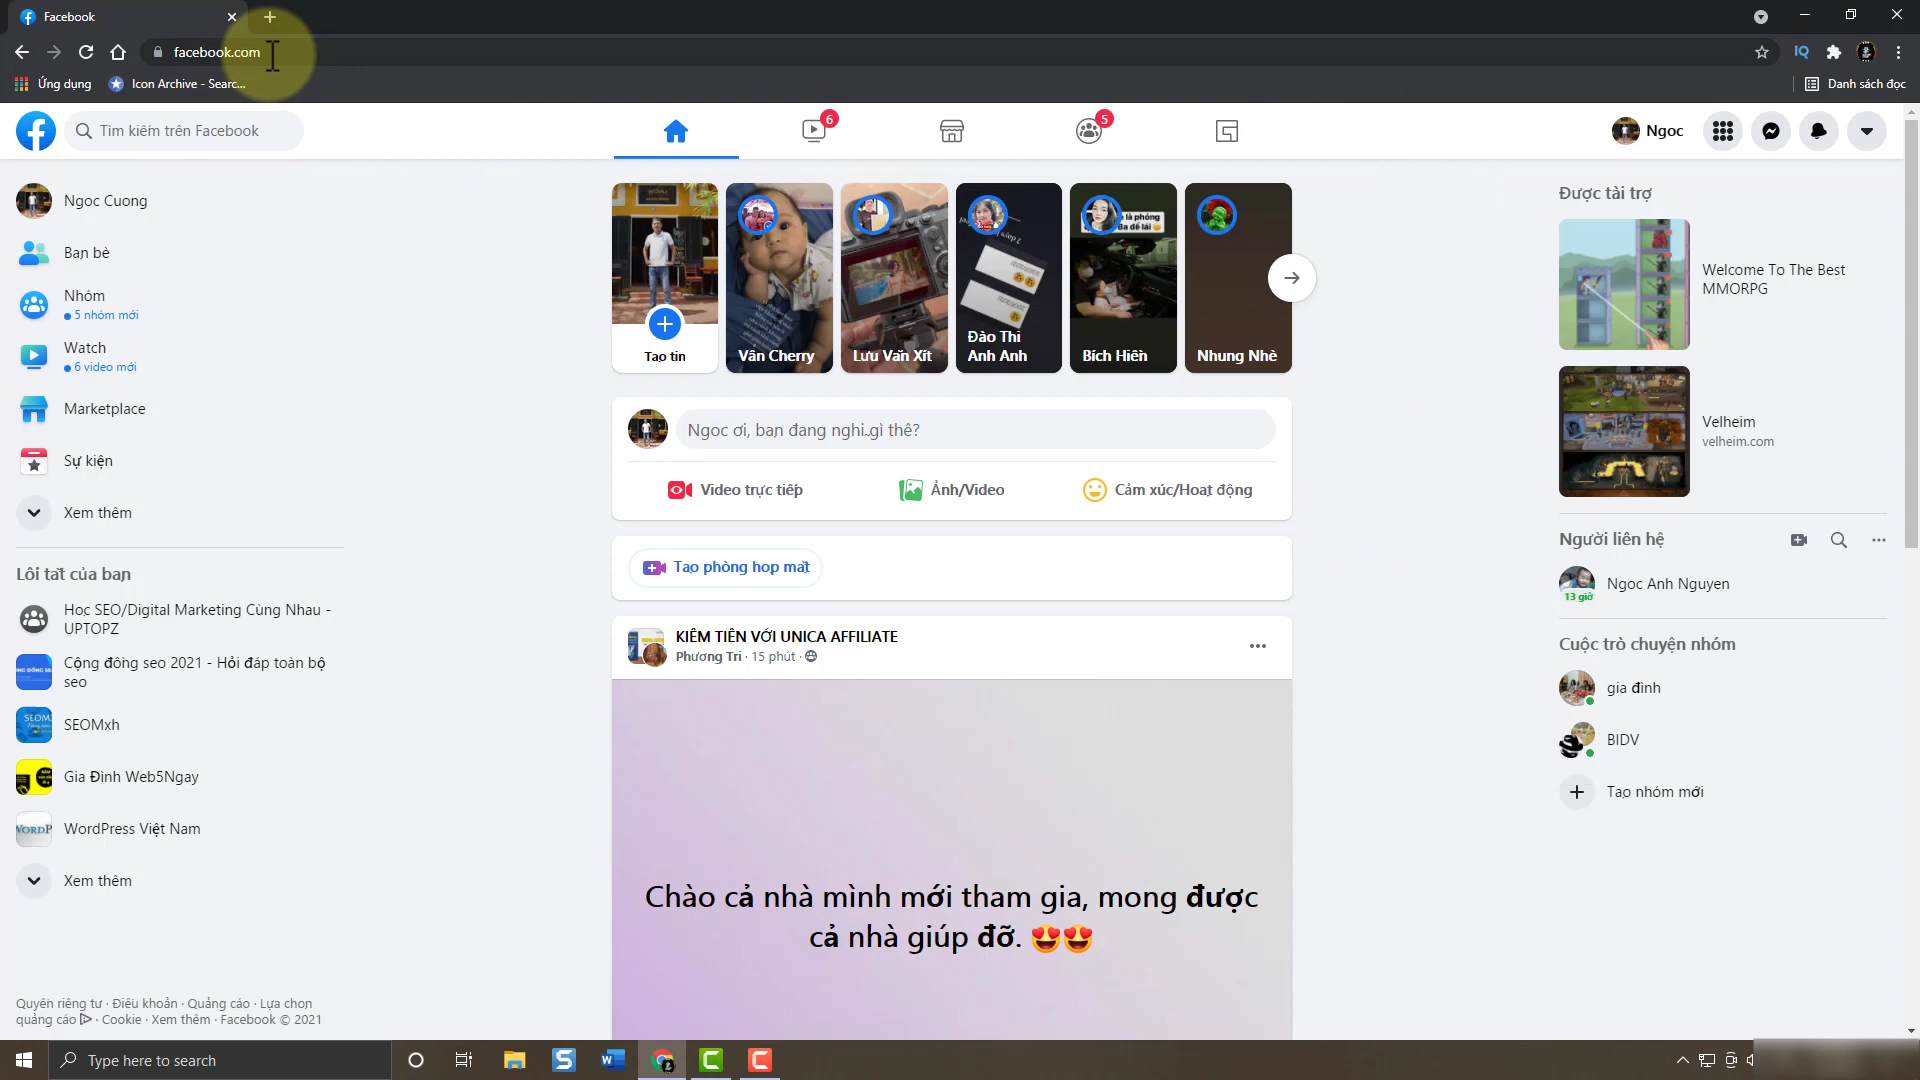 Facebook
facebook.com
Ứng dụng
Icon Archive - Searc...
Danh sách đọc
Tìm kiếm trên Facebook
6
5
Ngoc
Ngoc Cuong
Bạn bè
Nhóm
5 nhóm mới
Watch
6 video mới
Marketplace
Sự kiện
Xem thêm
Lối tắt của bạn
Học SEO/Digital Marketing Cùng Nhau -
UPTOPZ
Cộng đồng seo 2021 - Hỏi đáp toàn bộ
seo
SEOMxh
Gia Đình Web5Ngay
WordPress Việt Nam
Xem thêm
Quyền riêng tư · Điều khoản · Quảng cáo · Lựa chọn
quảng cáo · Cookie · Xem thêm · Facebook © 2021
Tạo tin
Vân Cherry
Lưu Văn Xít
Đào Thị
Anh Anh
Bích Hiền
Nhung Nhè
Ngoc ơi, bạn đang nghĩ gì thế?
Video trực tiếp
Ảnh/Video
Cảm xúc/Hoạt động
Tạo phòng họp mặt
KIẾM TIỀN VỚI UNICA AFFILIATE
Phương Tri · 15 phút ·
Chào cả nhà mình mới tham gia, mong được
cả nhà giúp đỡ. 😍😍
Được tài trợ
Welcome To The Best
MMORPG
Velheim
velheim.com
Người liên hệ
Ngoc Anh Nguyen
13 giờ
Cuộc trò chuyện nhóm
gia đình
BIDV
Tạo nhóm mới
Type here to search